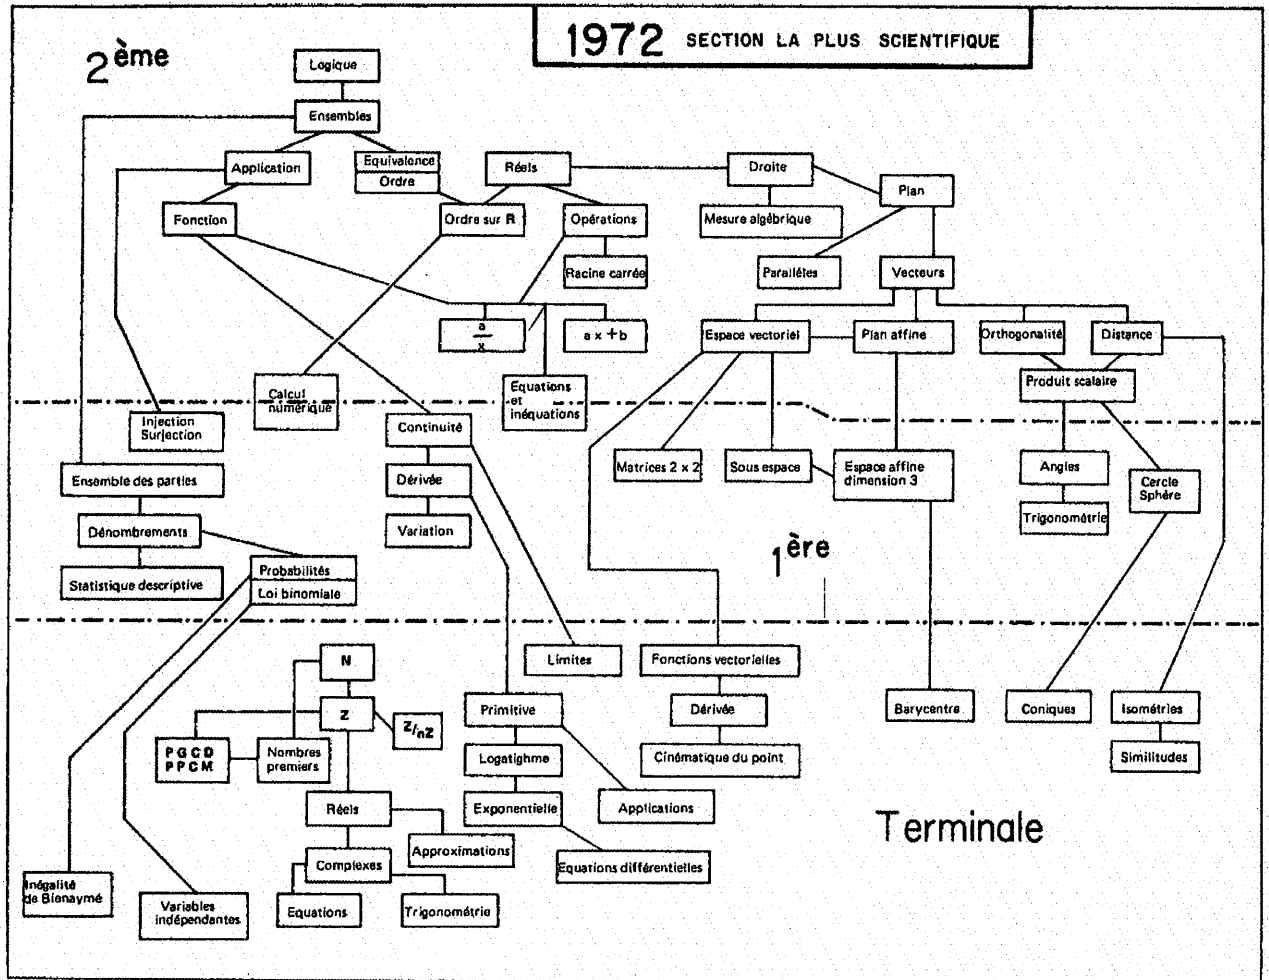 1972 SECTION LA PLUS SCIENTIFIQUE
2ème
Logique
Ensembles
Application
Equivalence
Ordre
Réels
Droite
Plan
Fonction
Ordre sur R
Opérations
Mesure algébrique
Racine carrée
Parallétes
Vecteurs
a
x
ax+b
Espace vectoriel
Plan affine
Orthogonalité
Distance
Produit scalaire
Calcul
numérique
Equations
et
inéquations
Injection
Surjection
Continuité
Ensemble des parties
Dérivée
Matrices 2 x 2
Sous espace
Espace affine
dimension 3
Angles
Cercle
Sphère
Dénombrements
Variation
Trigonométrie
Statistique descriptive
Probabilités
Loi binomiale
1ère
N
Limites
Fonctions vectorielles
Z
Z/nZ
Primitive
Dérivée
Barycentre
Coniques
Isométries
PGCD
PPCM
Nombres
premiers
Logatighme
Cinématique du point
Similitudes
Réels
Exponentielle
Applications
Terminale
Approximations
Complexes
Equations différentielles
Inégalité
de Bienaymé
Variables
indépendantes
Equations
Trigonométrie